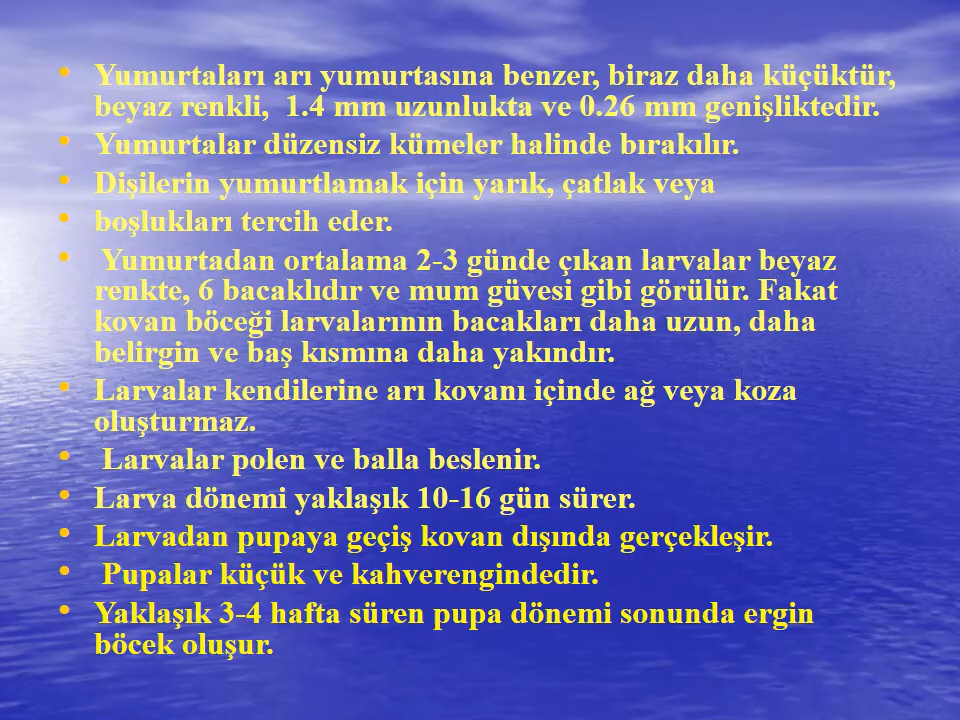 • Yumurtaları arı yumurtasına benzer, biraz daha küçüktür,
beyaz renkli,  1.4 mm uzunlukta ve 0.26 mm genişliktedir.
• Yumurtalar düzensiz kümeler halinde bırakılır.
• Dişilerin yumurtlamak için yarık, çatlak veya
• boşlukları tercih eder.
• Yumurtadan ortalama 2-3 günde çıkan larvalar beyaz
renkte, 6 bacaklıdır ve mum güvesi gibi görülür. Fakat
kovan böceği larvalarının bacakları daha uzun, daha
belirgin ve baş kısmına daha yakındır.
• Larvalar kendilerine arı kovanı içinde ağ veya koza
oluşturmaz.
• Larvalar polen ve balla beslenir.
• Larva dönemi yaklaşık 10-16 gün sürer.
• Larvadan pupaya geçiş kovan dışında gerçekleşir.
• Pupalar küçük ve kahverengindedir.
• Yaklaşık 3-4 hafta süren pupa dönemi sonunda ergin
böcek oluşur.